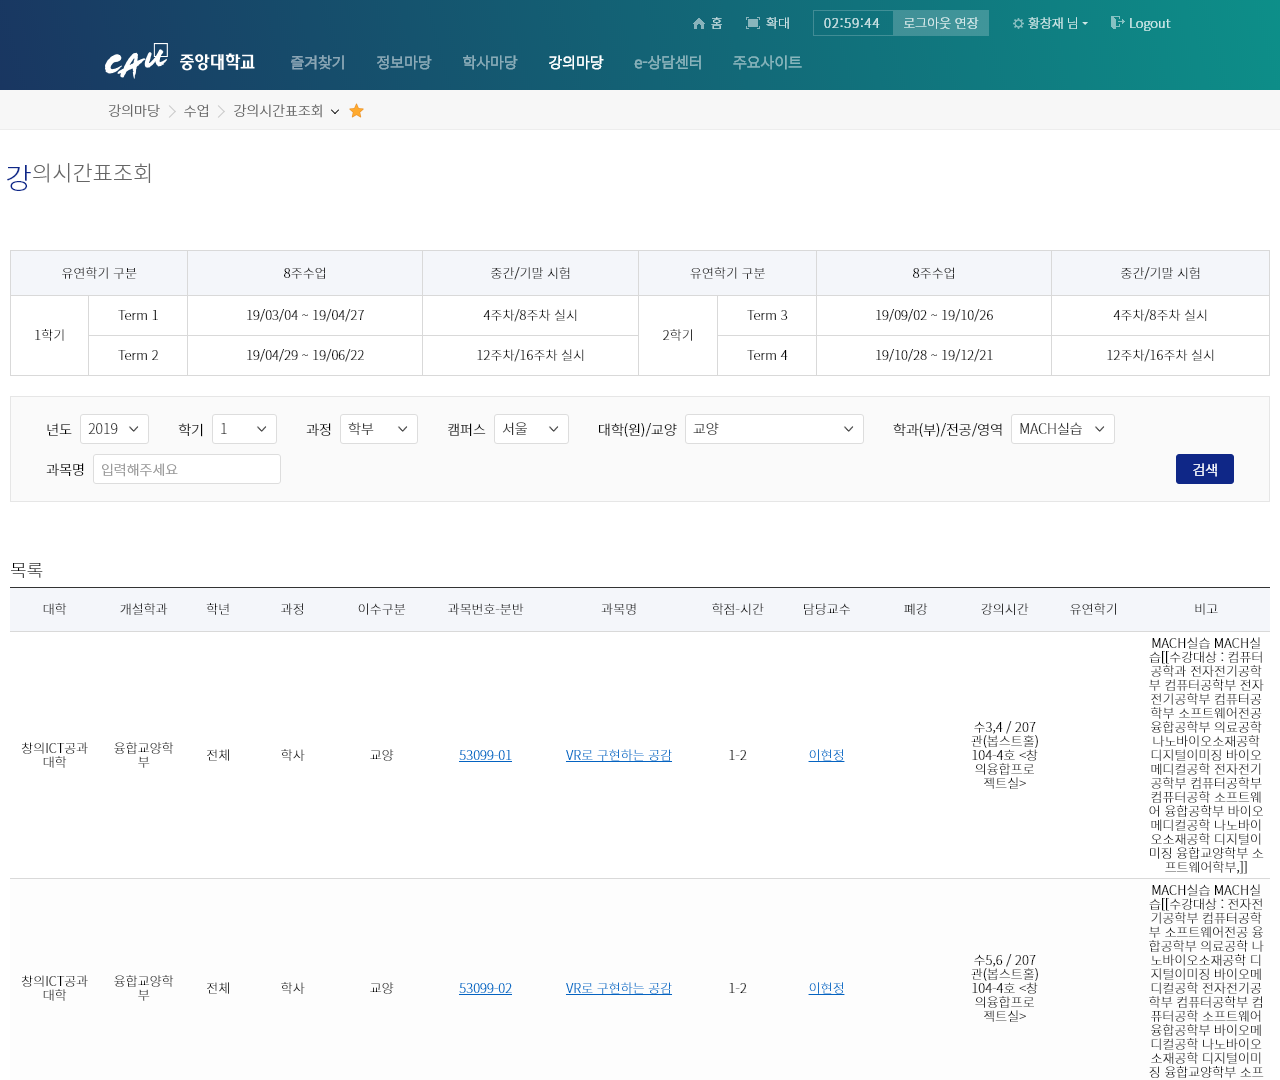 홈 확대 02:59:44 로그아웃 연장 황창재 님 Logout
CAU 중앙대학교 즐겨찾기 정보마당 학사마당 강의마당 e-상담센터 주요사이트
강의마당 수업 강의시간표조회
강의시간표조회
유연학기 구분 8주수업 중간/기말 시험 유연학기 구분 8주수업 중간/기말 시험
1학기 Term 1 19/03/04 ~ 19/04/27 4주차/8주차 실시 2학기 Term 3 19/09/02 ~ 19/10/26 4주차/8주차 실시
Term 2 19/04/29 ~ 19/06/22 12주차/16주차 실시 Term 4 19/10/28 ~ 19/12/21 12주차/16주차 실시
년도 2019 학기 1 과정 학부 캠퍼스 서울 대학(원)/교양 교양 학과(부)/전공/영역 MACH실습
과목명 입력해주세요 검색
목록
대학 개설학과 학년 과정 이수구분 과목번호-분반 과목명 학점-시간 담당교수 폐강 강의시간 유연학기 비고
창의ICT공과
대학
융합교양학
부
전체
학사
교양
53099-01
VR로 구현하는 공감
1-2
이현정
수3,4 / 207
관(봅스트홀)
104-4호 <창
의융합프로
젝트실>
MACH실습 MACH실
습[[수강대상 : 컴퓨터
공학과 전자전기공학
부 컴퓨터공학부 전자
전기공학부 컴퓨터공
학부 소프트웨어전공
융합공학부 의료공학
나노바이오소재공학
디지털이미징 바이오
메디컬공학 전자전기
공학부 컴퓨터공학부
컴퓨터공학 소프트웨
어 융합공학부 바이오
메디컬공학 나노바이
오소재공학 디지털이
미징 융합교양학부 소
프트웨어학부,]]
창의ICT공과
대학
융합교양학
부
전체
학사
교양
53099-02
VR로 구현하는 공감
1-2
이현정
수5,6 / 207
관(봅스트홀)
104-4호 <창
의융합프로
젝트실>
MACH실습 MACH실
습[[수강대상 : 전자전
기공학부 컴퓨터공학
부 소프트웨어전공 융
합공학부 의료공학 나
노바이오소재공학 디
지털이미징 바이오메
디컬공학 전자전기공
학부 컴퓨터공학부 컴
퓨터공학 소프트웨어
융합공학부 바이오메
디컬공학 나노바이오
소재공학 디지털이미
징 융합교양학부 소프